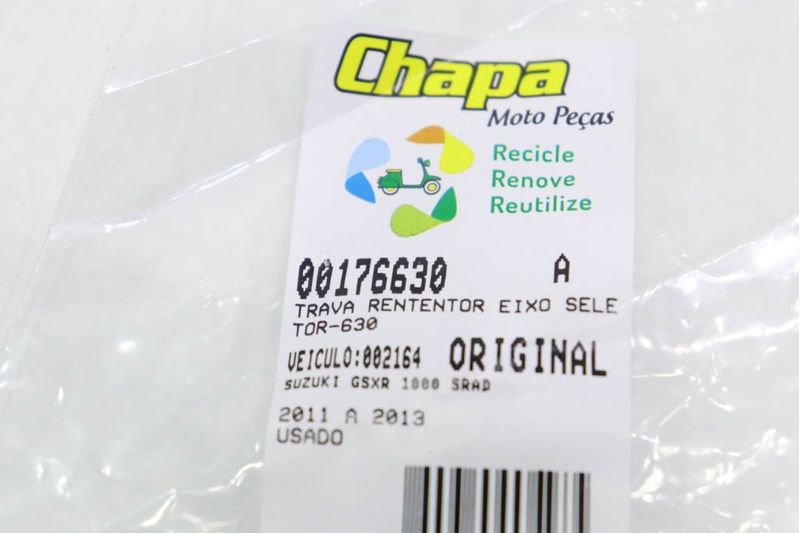 Chapa
Moto Peças
Recicle
Renove
Reutilize
00176630 A
TRAVA RENTENTOR EIXO SELE
TOR-630
VEICULO:002164 ORIGINAL
SUZUKI GSXR 1000 SRAD
2011 A 2013
USADO